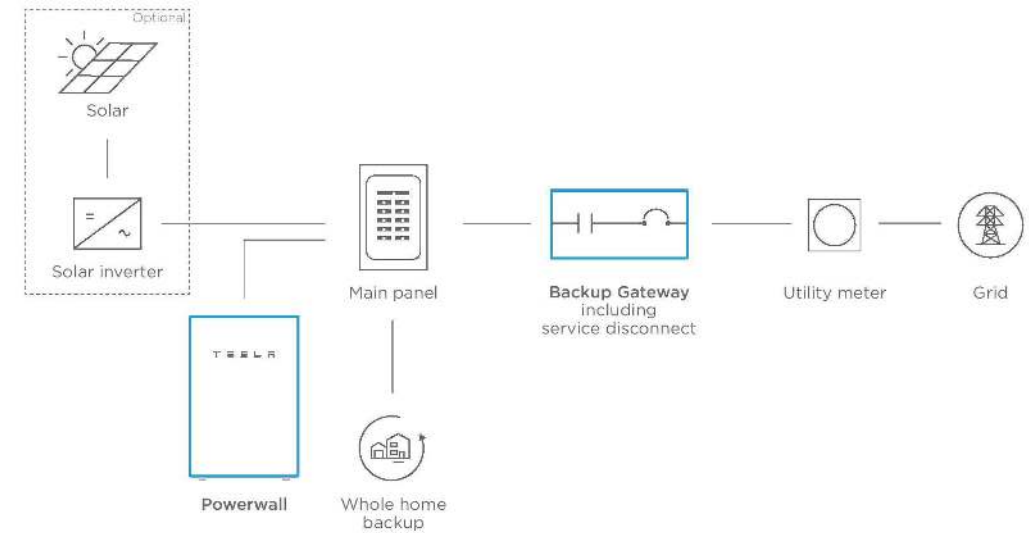 Optional
Solar
Solar inverter
Main panel
Backup Gateway
including
service disconnect
Utility meter
Grid
TESLA
Powerwall
Whole home
backup